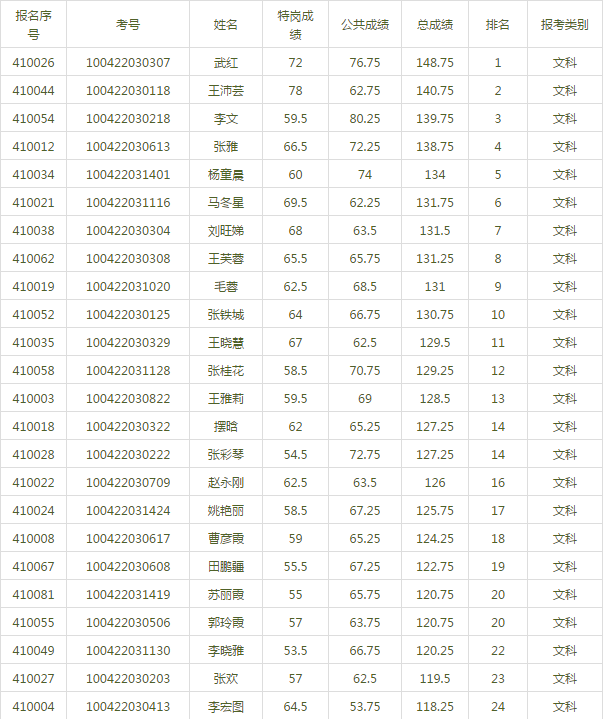 报名序号 考号 姓名 特岗成绩 公共成绩 总成绩 排名 报考类别
410026 100422030307 武红 72 76.75 148.75 1 文科
410044 100422030118 王沛芸 78 62.75 140.75 2 文科
410054 100422030218 李文 59.5 80.25 139.75 3 文科
410012 100422030613 张雅 66.5 72.25 138.75 4 文科
410034 100422031401 杨童晨 60 74 134 5 文科
410021 100422031116 马冬星 69.5 62.25 131.75 6 文科
410038 100422030304 刘旺娣 68 63.5 131.5 7 文科
410062 100422030308 王芙蓉 65.5 65.75 131.25 8 文科
410019 100422031020 毛蓉 62.5 68.5 131 9 文科
410052 100422030125 张铁城 64 66.75 130.75 10 文科
410035 100422030329 王晓慧 67 62.5 129.5 11 文科
410058 100422031128 张桂花 58.5 70.75 129.25 12 文科
410003 100422030822 王雅莉 59.5 69 128.5 13 文科
410018 100422030322 摆晗 62 65.25 127.25 14 文科
410028 100422030222 张彩琴 54.5 72.75 127.25 14 文科
410022 100422030709 赵永刚 62.5 63.5 126 16 文科
410024 100422031424 姚艳丽 58.5 67.25 125.75 17 文科
410008 100422030617 曹彦霞 59 65.25 124.25 18 文科
410067 100422030608 田鹏 55.5 67.25 122.75 19 文科
410081 100422031419 苏丽霞 55 65.75 120.75 20 文科
410055 100422030506 郭玲霞 57 63.75 120.75 20 文科
410049 100422031130 李晓雅 53.5 66.75 120.25 22 文科
410027 100422030203 张欢 57 62.5 119.5 23 文科
410004 100422030413 李宏图 64.5 53.75 118.25 24 文科